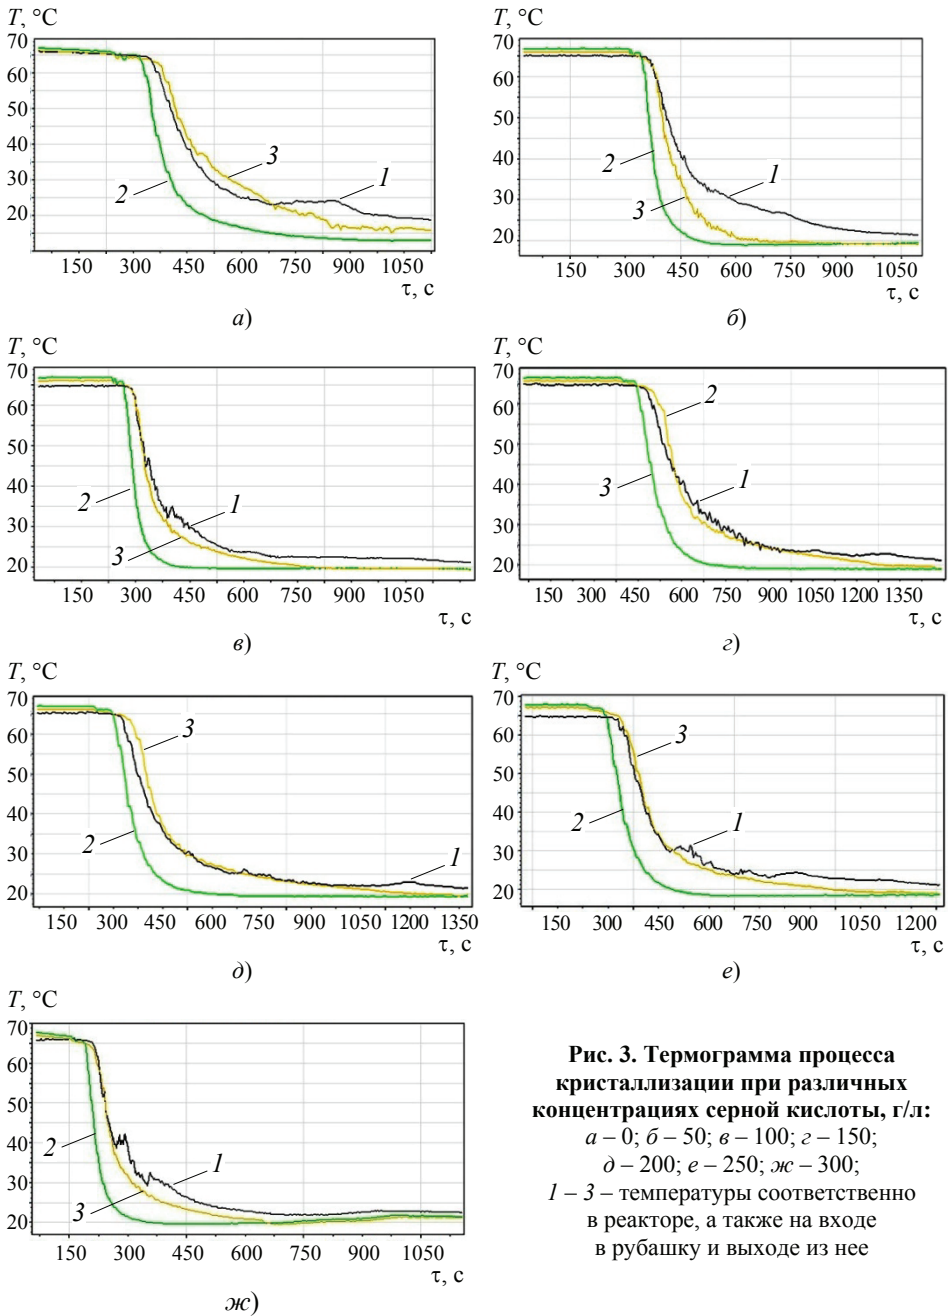 T, °C
70
60
50
40
30
20
3
1
2
150 300 450 600 750 900 1050
τ, с
а)
T, °C
70
60
50
40
30
20
2
1
3
150 300 450 600 750 900 1050
τ, с
б)
T, °C
70
60
50
40
30
20
2
1
3
150 300 450 600 750 900 1050
τ, с
в)
T, °C
70
60
50
40
30
20
2
3
1
150 300 450 600 750 900 1050 1200 1350
τ, с
г)
T, °C
70
60
50
40
30
20
3
2
1
150 300 450 600 750 900 1050 1200 1350
τ, с
д)
T, °C
70
60
50
40
30
20
3
2
1
150 300 450 600 750 900 1050 1200
τ, с
е)
T, °C
70
60
50
40
30
20
2
1
3
150 300 450 600 750 900 1050
τ, с
ж)
Рис. 3. Термограмма процесса
кристаллизации при различных
концентрациях серной кислоты, г/л:
а – 0; б – 50; в – 100; г – 150;
д – 200; е – 250; ж – 300;
1 – 3 – температуры соответственно
в реакторе, а также на входе
в рубашку и выходе из нее